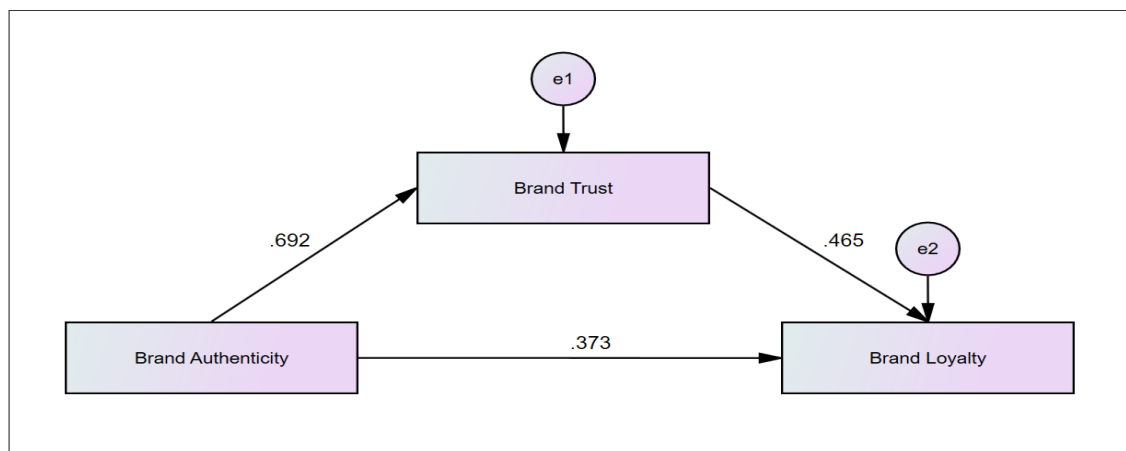 e1
Brand Trust
.692
.465
e2
.373
Brand Authenticity
Brand Loyalty